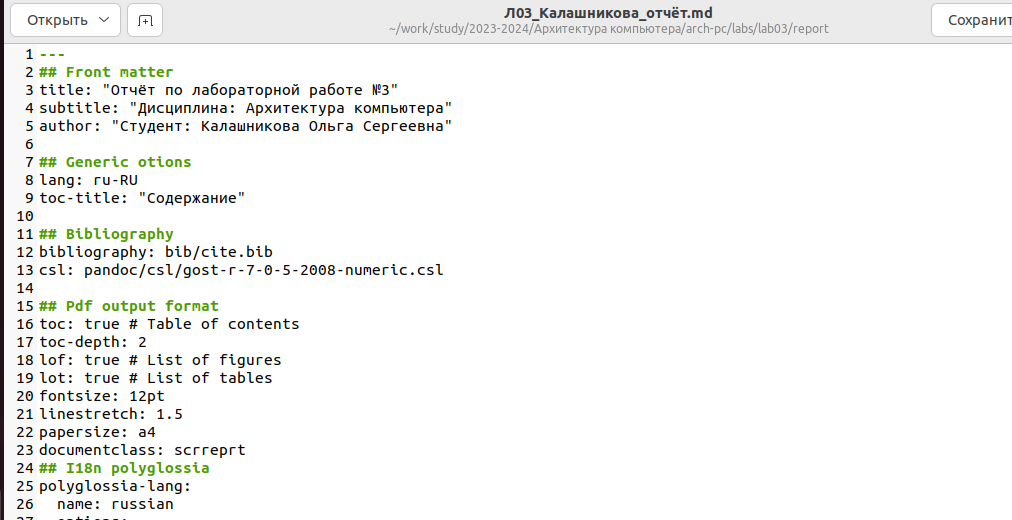 Открыть
Л03_Калашникова_отчёт.md
~/work/study/2023-2024/Архитектура компьютера/arch-pc/labs/lab03/report
Сохранит
1 ---
2 ## Front matter
3 title: "Отчёт по лабораторной работе №3"
4 subtitle: "Дисциплина: Архитектура компьютера"
5 author: "Студент: Калашникова Ольга Сергеевна"
6
7 ## Generic otions
8 lang: ru-RU
9 toc-title: "Содержание"
10
11 ## Bibliography
12 bibliography: bib/cite.bib
13 csl: pandoc/csl/gost-r-7-0-5-2008-numeric.csl
14
15 ## Pdf output format
16 toc: true # Table of contents
17 toc-depth: 2
18 lof: true # List of figures
19 lot: true # List of tables
20 fontsize: 12pt
21 linestretch: 1.5
22 papersize: a4
23 documentclass: scrreprt
24 ## I18n polyglossia
25 polyglossia-lang:
26   name: russian